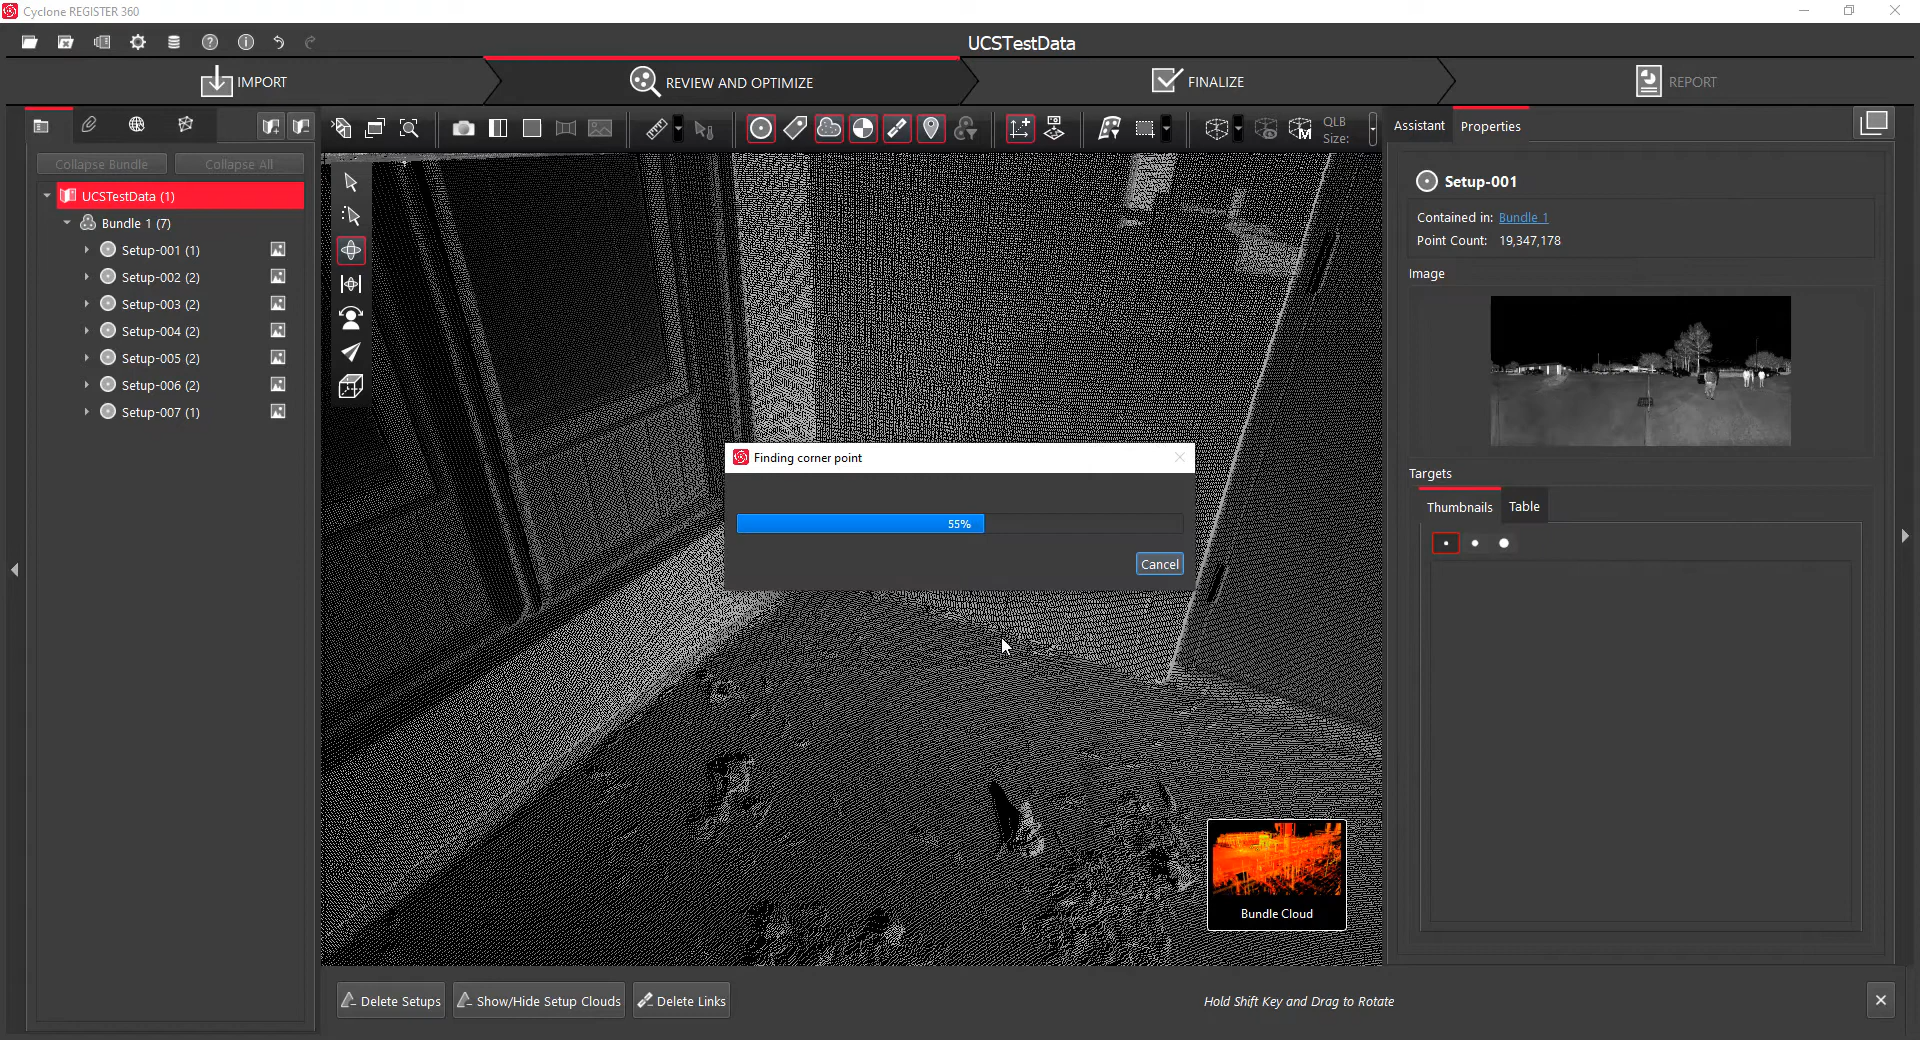 Cyclone REGISTER 360
UCSTestData
IMPORT
REVIEW AND OPTIMIZE
FINALIZE
REPORT
QLB
Size:
Assistant
Properties
Collapse Bundle
Collapse All
UCSTestData (1)
Bundle 1 (7)
Setup-001 (1)
Setup-002 (2)
Setup-003 (2)
Setup-004 (2)
Setup-005 (2)
Setup-006 (2)
Setup-007 (1)
Finding corner point
55%
Cancel
Bundle Cloud
Setup-001
Contained in: Bundle 1
Point Count: 19,347,178
Image
Targets
Thumbnails
Table
Delete Setups
Show/Hide Setup Clouds
Delete Links
Hold Shift Key and Drag to Rotate